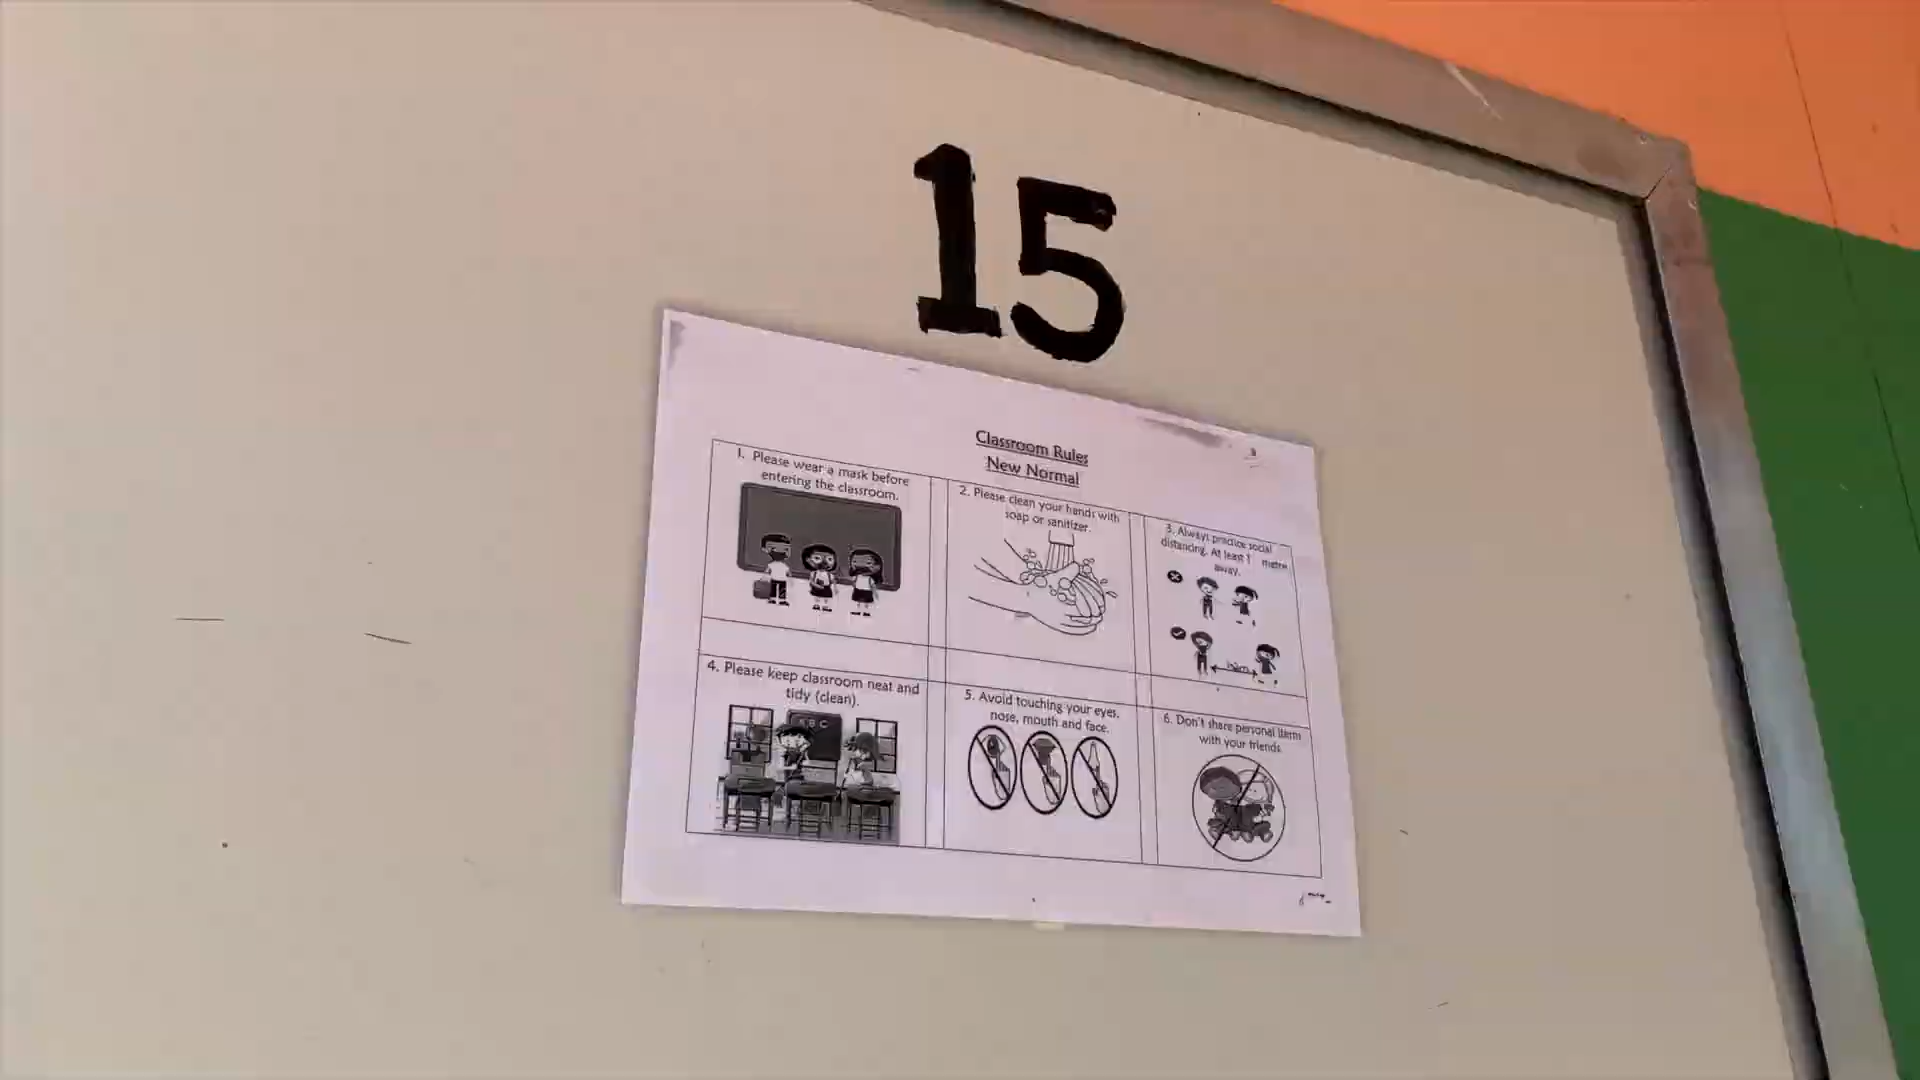 15
Classroom Rules
New Normal
1. Please wear a mask before
entering the classroom.
2. Please clean your hands with
soap or sanitizer.
3. Always practice social
distancing. At least 1 metre
away.
4. Please keep classroom neat and
tidy (clean).
ABC
5. Avoid touching your eyes,
nose, mouth and face.
6. Don't share personal items
with your friends.